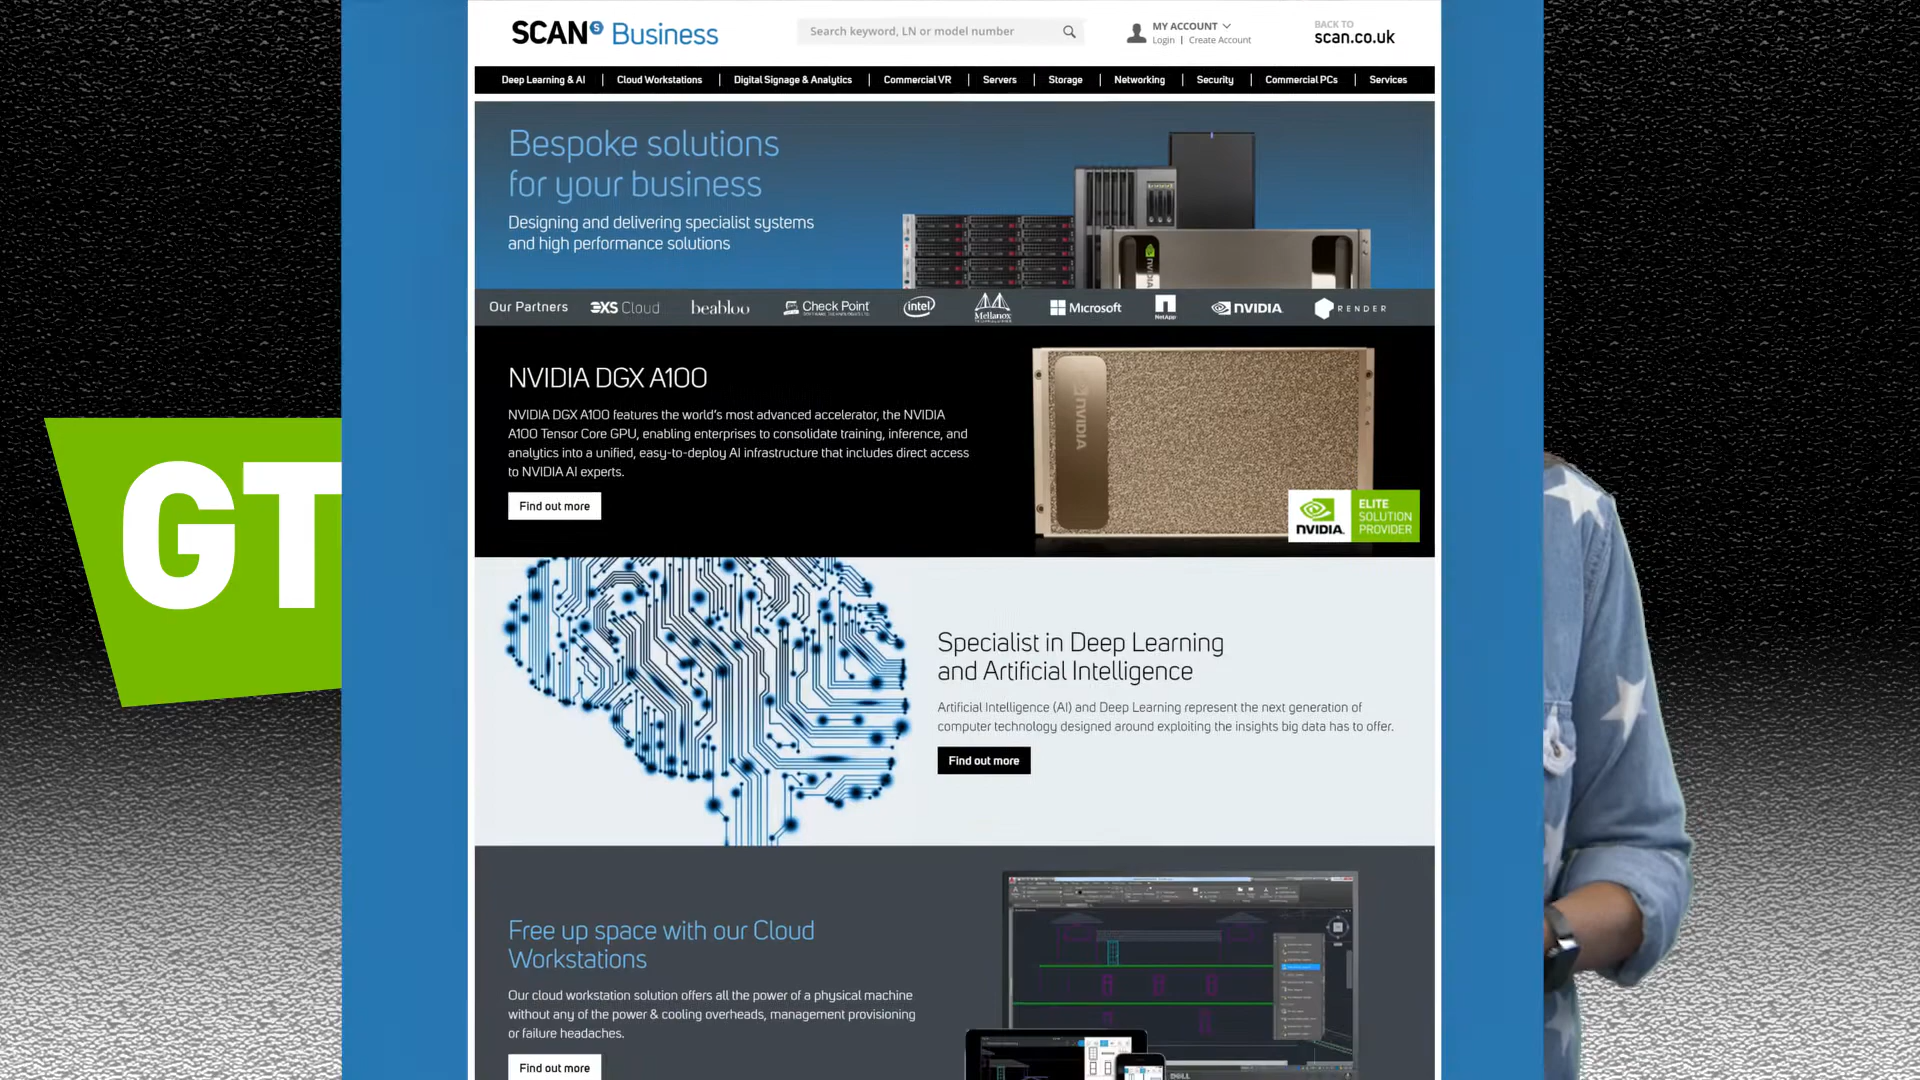 SCAN S Business
Search keyword, LN or model number
MY ACCOUNT
Login | Create Account
BACK TO
scan.co.uk
Deep Learning & AI | Cloud Workstations | Digital Signage & Analytics | Commercial VR | Servers | Storage | Networking | Security | Commercial PCs | Services
Bespoke solutions
for your business
Designing and delivering specialist systems
and high performance solutions
NVIDIA
Our Partners 3XS Cloud beabloo Check Point intel Mellanox Microsoft NetApp NVIDIA RENDER
NVIDIA DGX A100
NVIDIA DGX A100 features the world's most advanced accelerator, the NVIDIA
A100 Tensor Core GPU, enabling enterprises to consolidate training, inference, and
analytics into a unified, easy-to-deploy AI infrastructure that includes direct access
to NVIDIA AI experts.
Find out more
NVIDIA
NVIDIA
ELITE
SOLUTION
PROVIDER
GT
Specialist in Deep Learning
and Artificial Intelligence
Artificial Intelligence (AI) and Deep Learning represent the next generation of
computer technology designed around exploiting the insights big data has to offer.
Find out more
Free up space with our Cloud
Workstations
Our cloud workstation solution offers all the power of a physical machine
without any of the power & cooling overheads, management provisioning
or failure headaches.
Find out more
DELL